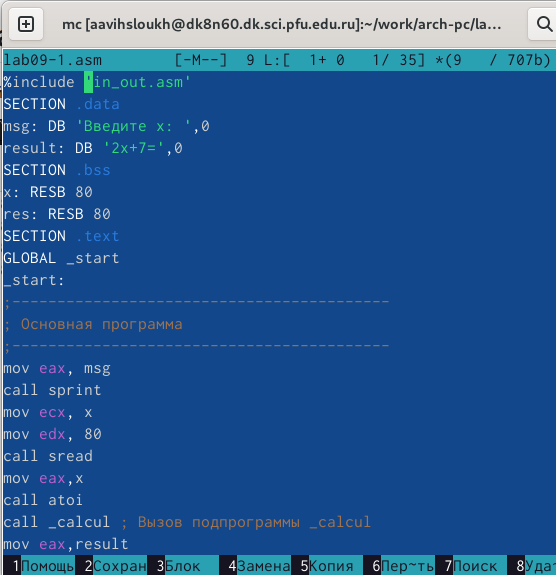 mc [aavihsloukh@dk8n60.dk.sci.pfu.edu.ru]:~/work/arch-pc/la...
lab09-1.asm [-M--] 9 L:[ 1+ 0 1/ 35] *(9 / 707b)
%include 'in_out.asm'
SECTION .data
msg: DB 'Введите x: ',0
result: DB '2x+7=',0
SECTION .bss
x: RESB 80
res: RESB 80
SECTION .text
GLOBAL _start
_start:
;------------------------------------------
; Основная программа
;------------------------------------------
mov eax, msg
call sprint
mov ecx, x
mov edx, 80
call sread
mov eax,x
call atoi
call _calcul ; Вызов подпрограммы _calcul
mov eax,result
1Помощь 2Сохран 3Блок 4Замена 5Копия 6Пер~ть 7Поиск 8Уда